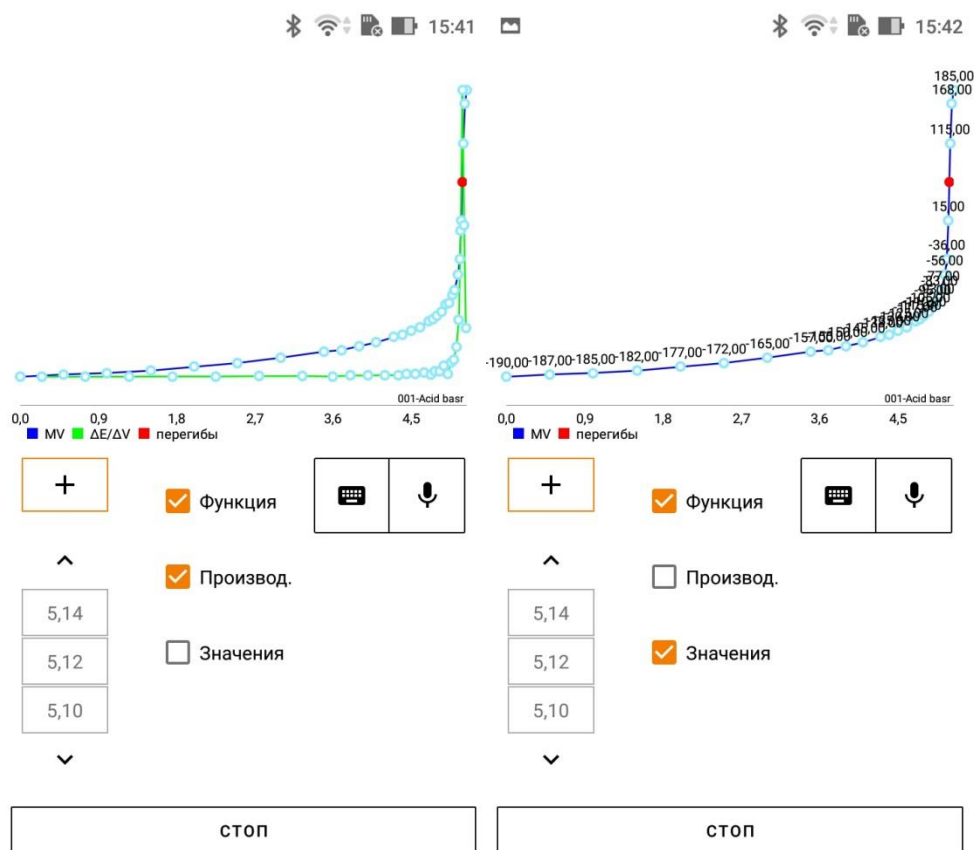 15:41
001-Acid basr
0,0 0,9 1,8 2,7 3,6 4,5
MV ΔE/ΔV перегибы
+
Функция
Производ.
5,14
Значения
5,12
5,10
стоп
15:42
185,00
168,00
115,00
15,00
-36,00
-56,00
-77,00
-190,00 -187,00 -185,00 -182,00 -177,00 -172,00 -165,00
001-Acid basr
0,0 0,9 1,8 2,7 3,6 4,5
MV перегибы
+
Функция
Производ.
5,14
Значения
5,12
5,10
стоп